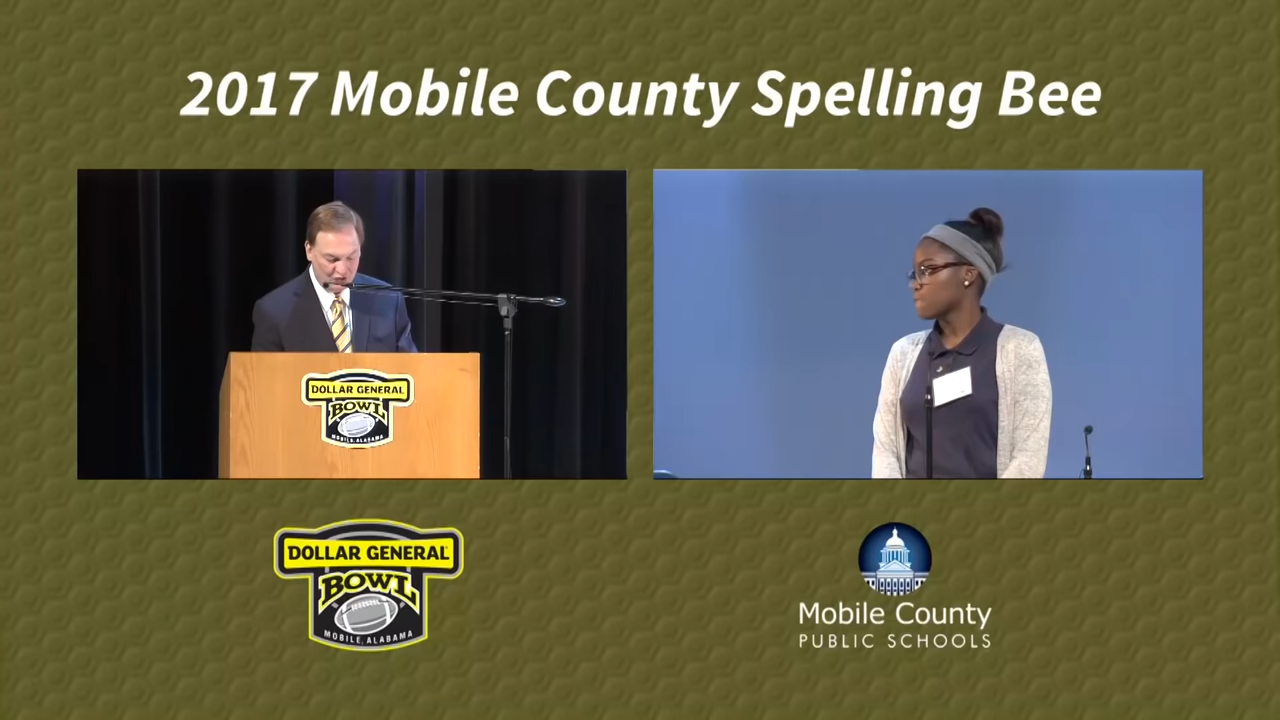 2017 Mobile County Spelling Bee
DOLLAR GENERAL
BOWL
MOBILE, ALABAMA
DOLLAR GENERAL
BOWL
MOBILE, ALABAMA
Mobile County
PUBLIC SCHOOLS